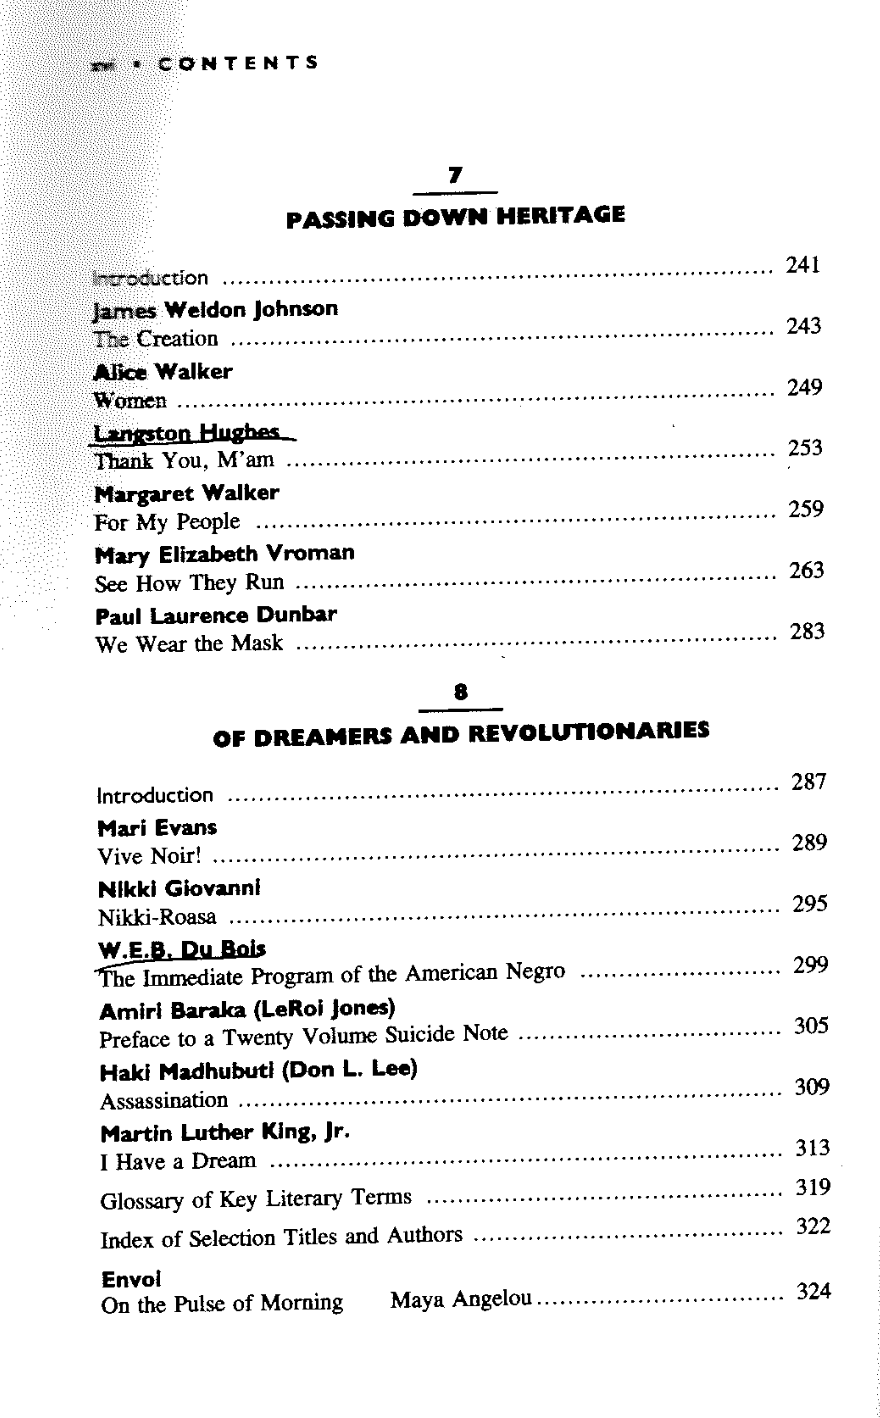 • CONTENTS
7
PASSING DOWN HERITAGE
Introduction ........ 241
James Weldon Johnson
The Creation ........ 243
Alice Walker
Women ........ 249
Langston Hughes
Thank You, M'am ........ 253
Margaret Walker
For My People ........ 259
Mary Elizabeth Vroman
See How They Run ........ 263
Paul Laurence Dunbar
We Wear the Mask ........ 283
8
OF DREAMERS AND REVOLUTIONARIES
Introduction ........ 287
Mari Evans
Vive Noir! ........ 289
Nikki Giovanni
Nikki-Roasa ........ 295
W.E.B. Du Bois
The Immediate Program of the American Negro ........ 299
Amiri Baraka (LeRoi Jones)
Preface to a Twenty Volume Suicide Note ........ 305
Haki Madhubuti (Don L. Lee)
Assassination ........ 309
Martin Luther King, Jr.
I Have a Dream ........ 313
Glossary of Key Literary Terms ........ 319
Index of Selection Titles and Authors ........ 322
Envoi
On the Pulse of Morning Maya Angelou ........ 324